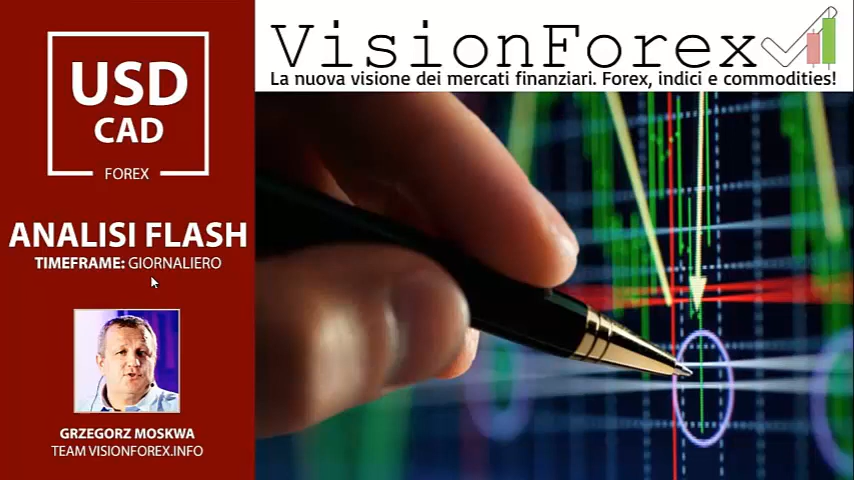 USD
CAD
FOREX
ANALISI FLASH
TIMEFRAME: GIORNALIERO
GRZEGORZ MOSKWA
TEAM VISIONFOREX.INFO
VisionForex
La nuova visione dei mercati finanziari. Forex, indici e commodities!